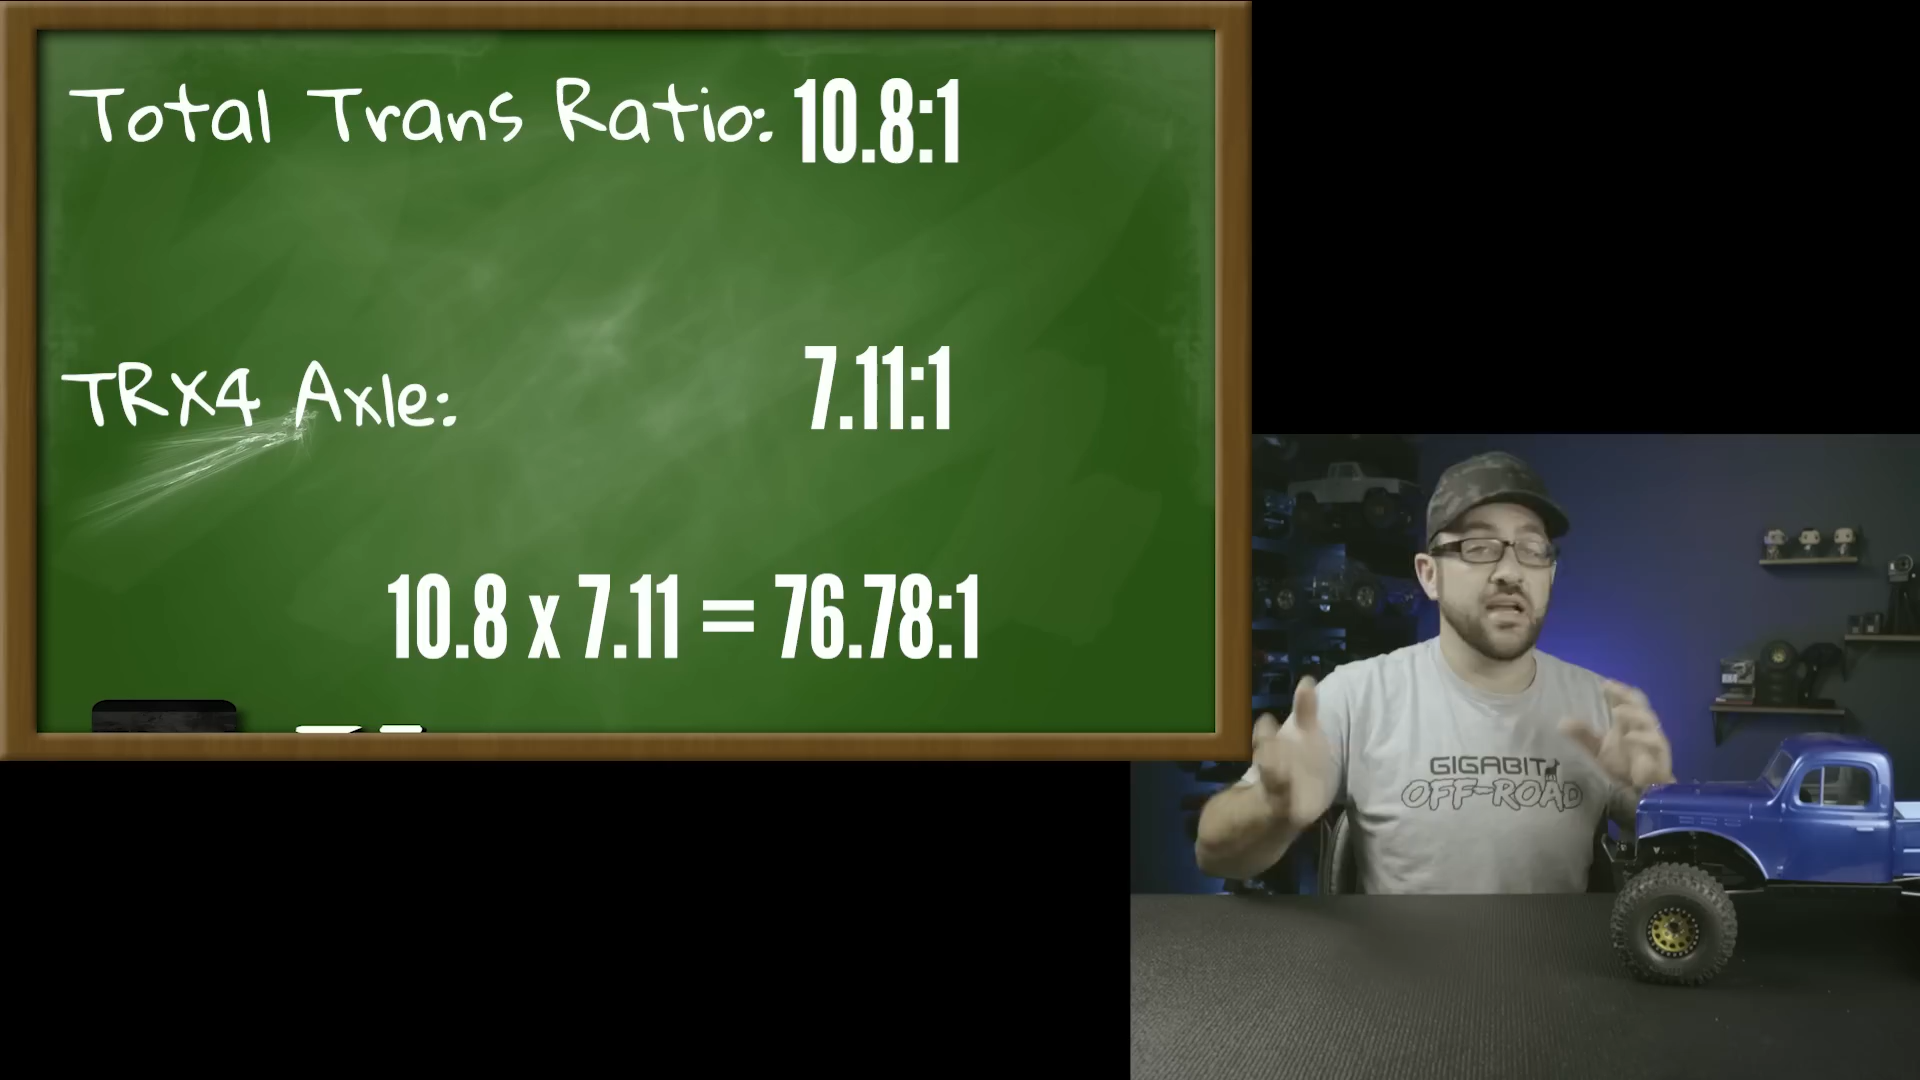 Total Trans Ratio: 10.8:1
TRX4 Axle: 7.11:1
10.8 x 7.11 = 76.78:1
GIGABIT
OFF-ROAD